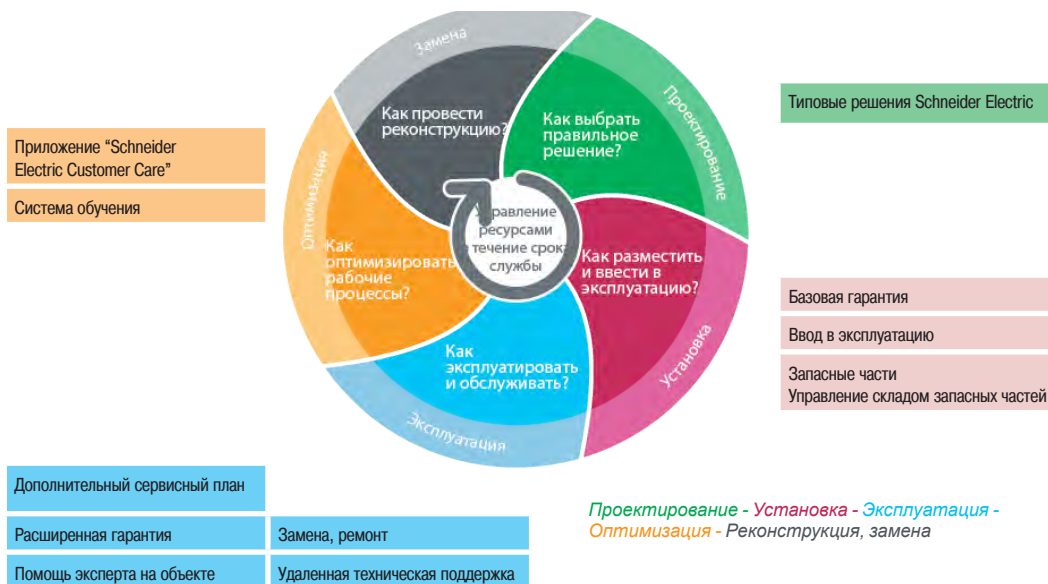 Замена
Проектирование
Установка
Эксплуатация
Оптимизация
Как провести
реконструкцию?
Как выбрать
правильное
решение?
Как разместить
и ввести в
эксплуатацию?
Как
эксплуатировать
и обслуживать?
Как
оптимизировать
рабочие
процессы?
ресурсами
течение срока
службы
Типовые решения Schneider Electric
Приложение “Schneider
Electric Customer Care”
Система обучения
Базовая гарантия
Ввод в эксплуатацию
Запасные части
Управление складом запасных частей
Дополнительный сервисный план
Расширенная гарантия
Замена, ремонт
Помощь эксперта на объекте
Удаленная техническая поддержка
Проектирование - Установка - Эксплуатация -
Оптимизация - Реконструкция, замена